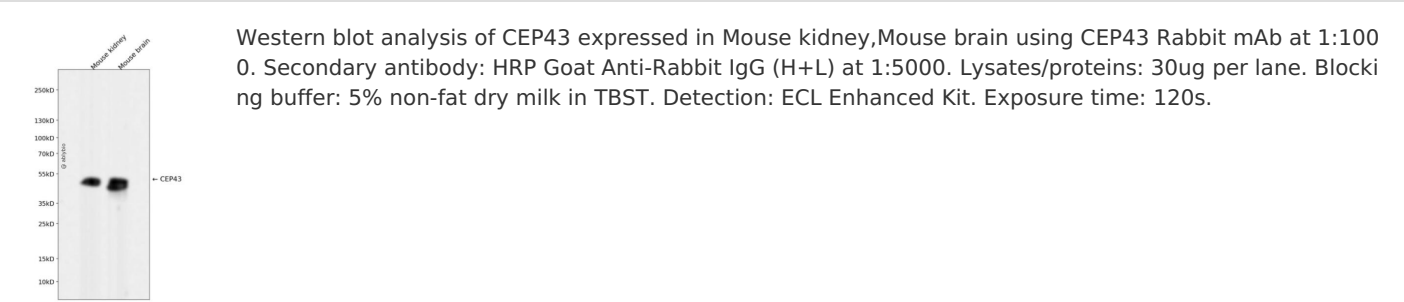 Mouse kidney
Mouse brain
Western blot analysis of CEP43 expressed in Mouse kidney,Mouse brain using CEP43 Rabbit mAb at 1:100
0. Secondary antibody: HRP Goat Anti-Rabbit IgG (H+L) at 1:5000. Lysates/proteins: 30ug per lane. Blocki
ng buffer: 5% non-fat dry milk in TBST. Detection: ECL Enhanced Kit. Exposure time: 120s.
250kD
130kD
100kD
70kD
@ abybio
55kD
← CEP43
35kD
25kD
15kD
10kD